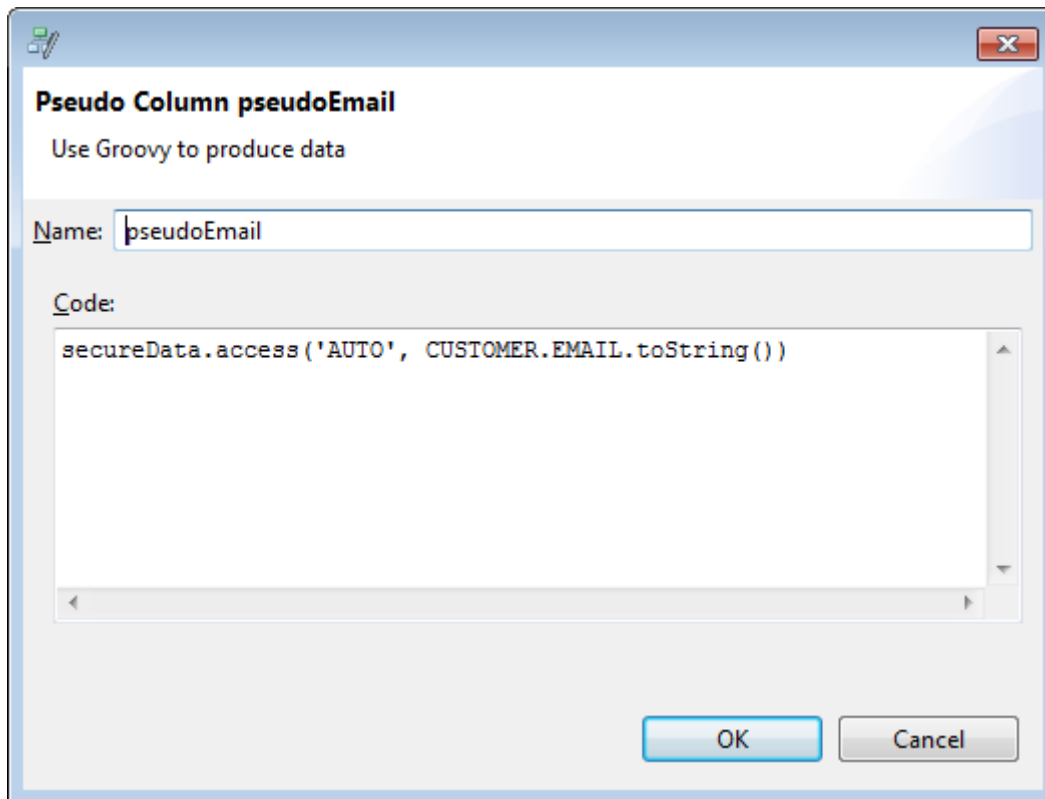 Pseudo Column pseudoEmail
Use Groovy to produce data
Name: pseudoEmail
Code:
secureData.access('AUTO', CUSTOMER.EMAIL.toString())
OK Cancel